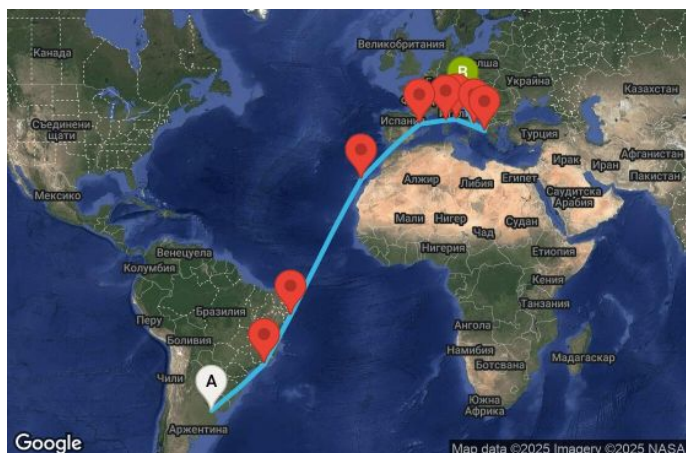 Канада
Великобритания
B
Украйна
Казахстан
Съединени
щати
Турция
Ирак
Афганистан
Иран
Пакистан
Алжир
Либия
Египет
Саудитска
Арабия
Мексико
Мали
Нигер
Чад
Судан
Венецуела
Колумбия
Нигерия
Етиопия
Кения
Бразилия
Танзания
Перу
Боливия
Ангола
Намибия
Ботсвана
Мадагаскар
Чили
A
Южна
Африка
Аржентина
Google
Map data ©2025 Imagery ©2025 NASA